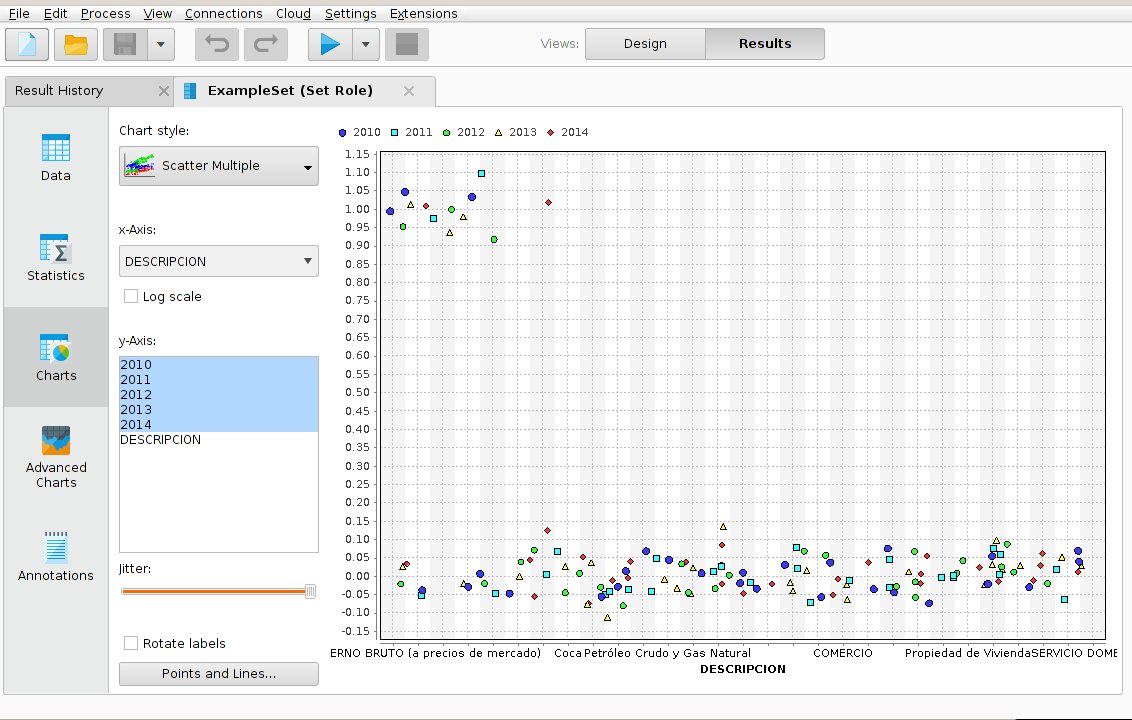 File Edit Process View Connections Cloud Settings Extensions
Views: Design Results
Result History ExampleSet (Set Role)
Data
Statistics
Charts
Advanced
Charts
Annotations
Chart style:
Scatter Multiple
x-Axis:
DESCRIPCION
Log scale
y-Axis:
2010
2011
2012
2013
2014
DESCRIPCION
Jitter:
Rotate labels
Points and Lines...
2010 2011 2012 2013 2014
1.15
1.10
1.05
1.00
0.95
0.90
0.85
0.80
0.75
0.70
0.65
0.60
0.55
0.50
0.45
0.40
0.35
0.30
0.25
0.20
0.15
0.10
0.05
0.00
-0.05
-0.10
-0.15
ERNO BRUTO (a precios de mercado) Coca Petróleo Crudo y Gas Natural COMERCIO Propiedad de Vivienda SERVICIO DOME
DESCRIPCION